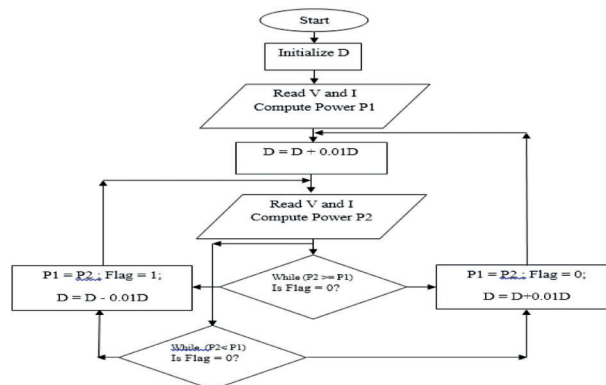 Start
Initialize D
Read V and I
Compute Power P1
D = D + 0.01D
Read V and I
Compute Power P2
P1 = P2 ; Flag = 1;
D = D - 0.01D
While (P2 >= P1)
Is Flag = 0?
P1 = P2 ; Flag = 0;
D = D+0.01D
While (P2< P1)
Is Flag = 0?